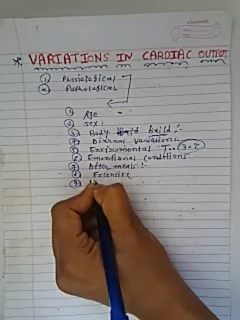 * VARIATIONS IN CARDIAC OUTPUT
① Physiological
② Pathological
① Age
② sex:
③ Body build:-
④ Diurnal Variations
⑤ Environmental T
⑥ Emotional conditions
⑦ After meals:-
⑧ Exercise
⑨